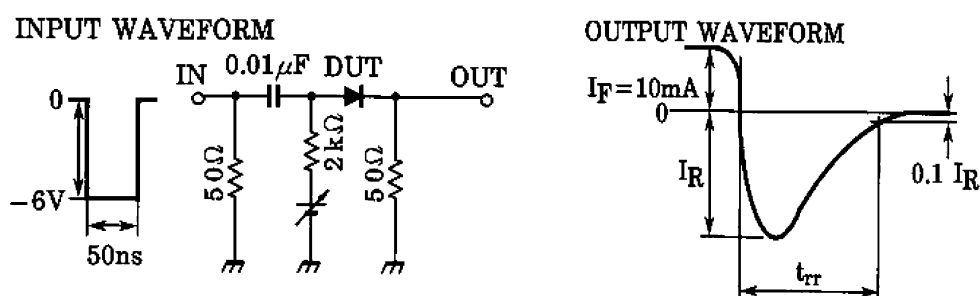 INPUT WAVEFORM
0
−6V
50ns
IN
0.01μF
DUT
OUT
50Ω
2kΩ
50Ω
OUTPUT WAVEFORM
I_F=10mA
0
I_R
0.1 I_R
t_rr